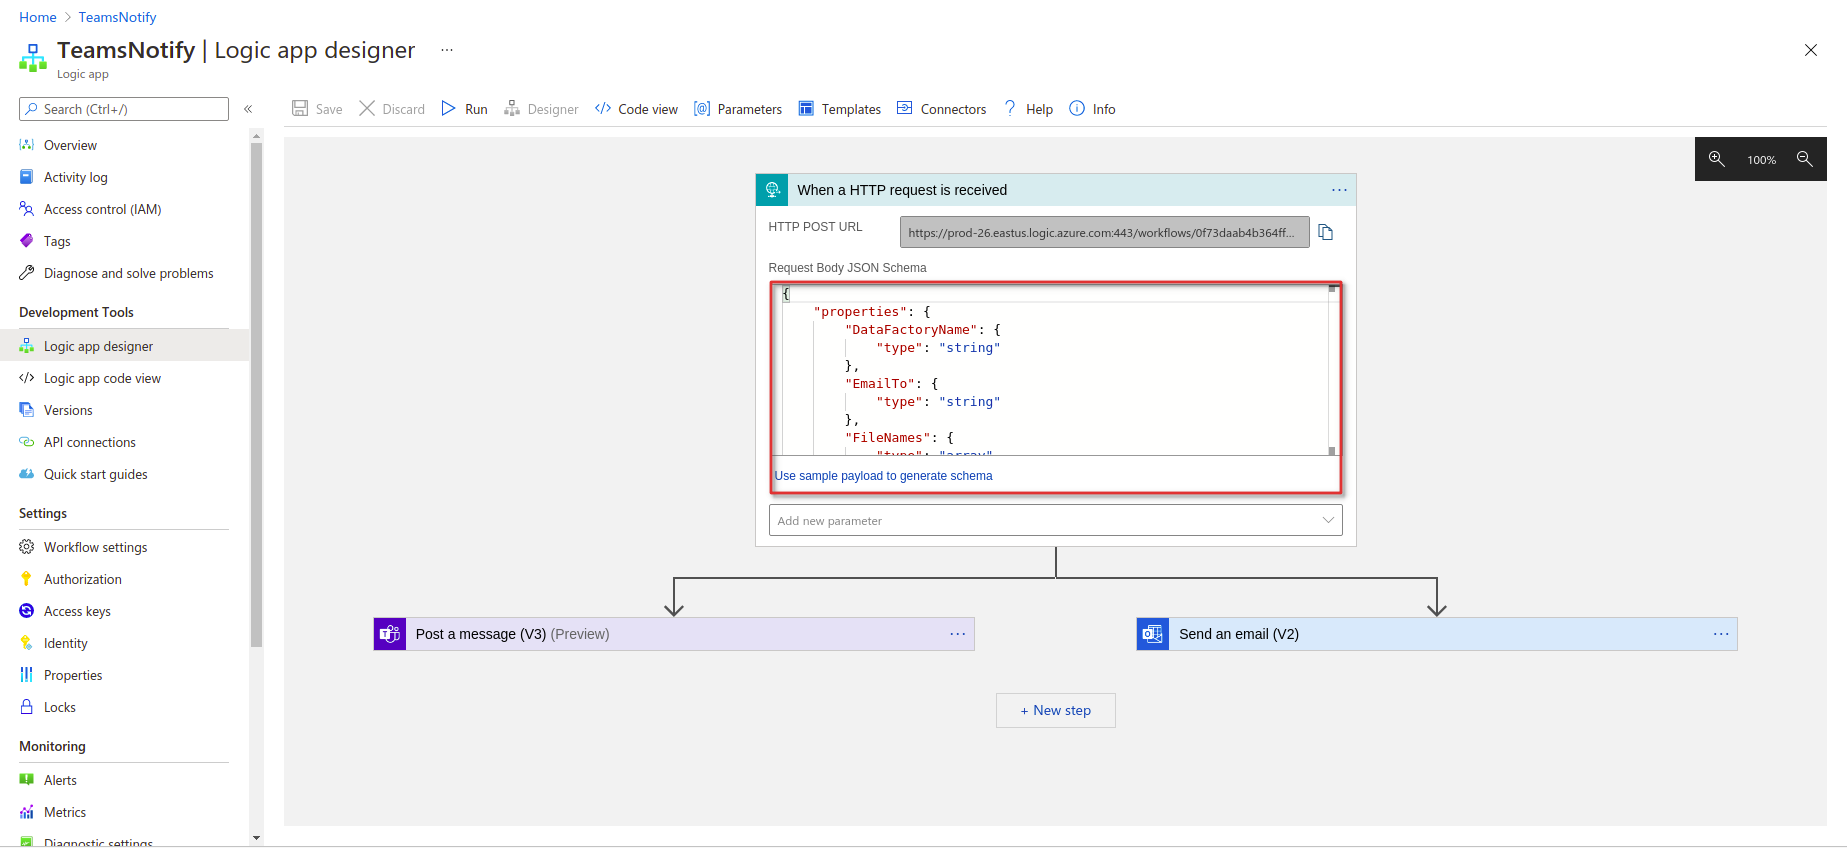 Home > TeamsNotify
TeamsNotify | Logic app designer ...
Logic app
Search (Ctrl+/) «
Save Discard Run Designer </> Code view [@] Parameters Templates Connectors ? Help Info
Overview
Activity log
Access control (IAM)
Tags
Diagnose and solve problems
Development Tools
Logic app designer
Logic app code view
Versions
API connections
Quick start guides
Settings
Workflow settings
Authorization
Access keys
Identity
Properties
Locks
Monitoring
Alerts
Metrics
Diagnostic settings
100%
When a HTTP request is received ...
HTTP POST URL
https://prod-26.eastus.logic.azure.com:443/workflows/0f73daab4b364ff...
Request Body JSON Schema
{
"properties": {
"DataFactoryName": {
"type": "string"
},
"EmailTo": {
"type": "string"
},
"FileNames": {
"type": "array"
Use sample payload to generate schema
Add new parameter
Post a message (V3) (Preview) ...
Send an email (V2) ...
+ New step